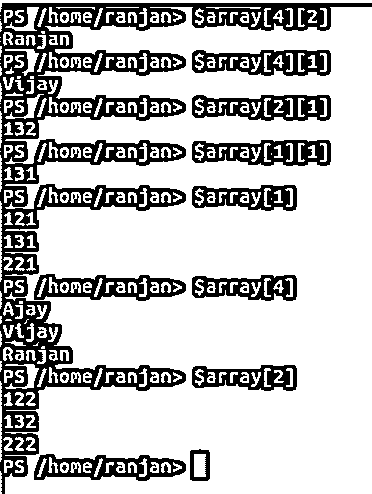 PS /home/ranjan> $array[4][2]
Ranjan
PS /home/ranjan> $array[4][1]
Vijay
PS /home/ranjan> $array[2][1]
132
PS /home/ranjan> $array[1][1]
131
PS /home/ranjan> $array[1]
121
131
221
PS /home/ranjan> $array[4]
Ajay
Vijay
Ranjan
PS /home/ranjan> $array[2]
122
132
222
PS /home/ranjan>